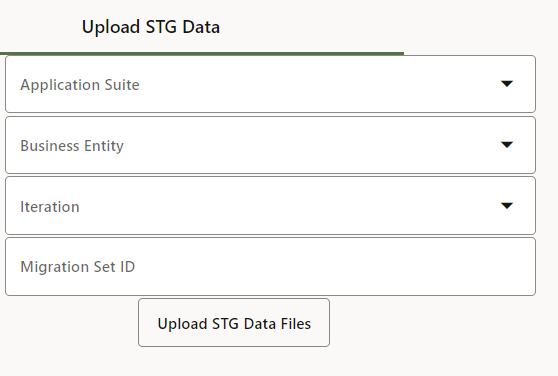 Upload STG Data
Application Suite
Business Entity
Iteration
Migration Set ID
Upload STG Data Files